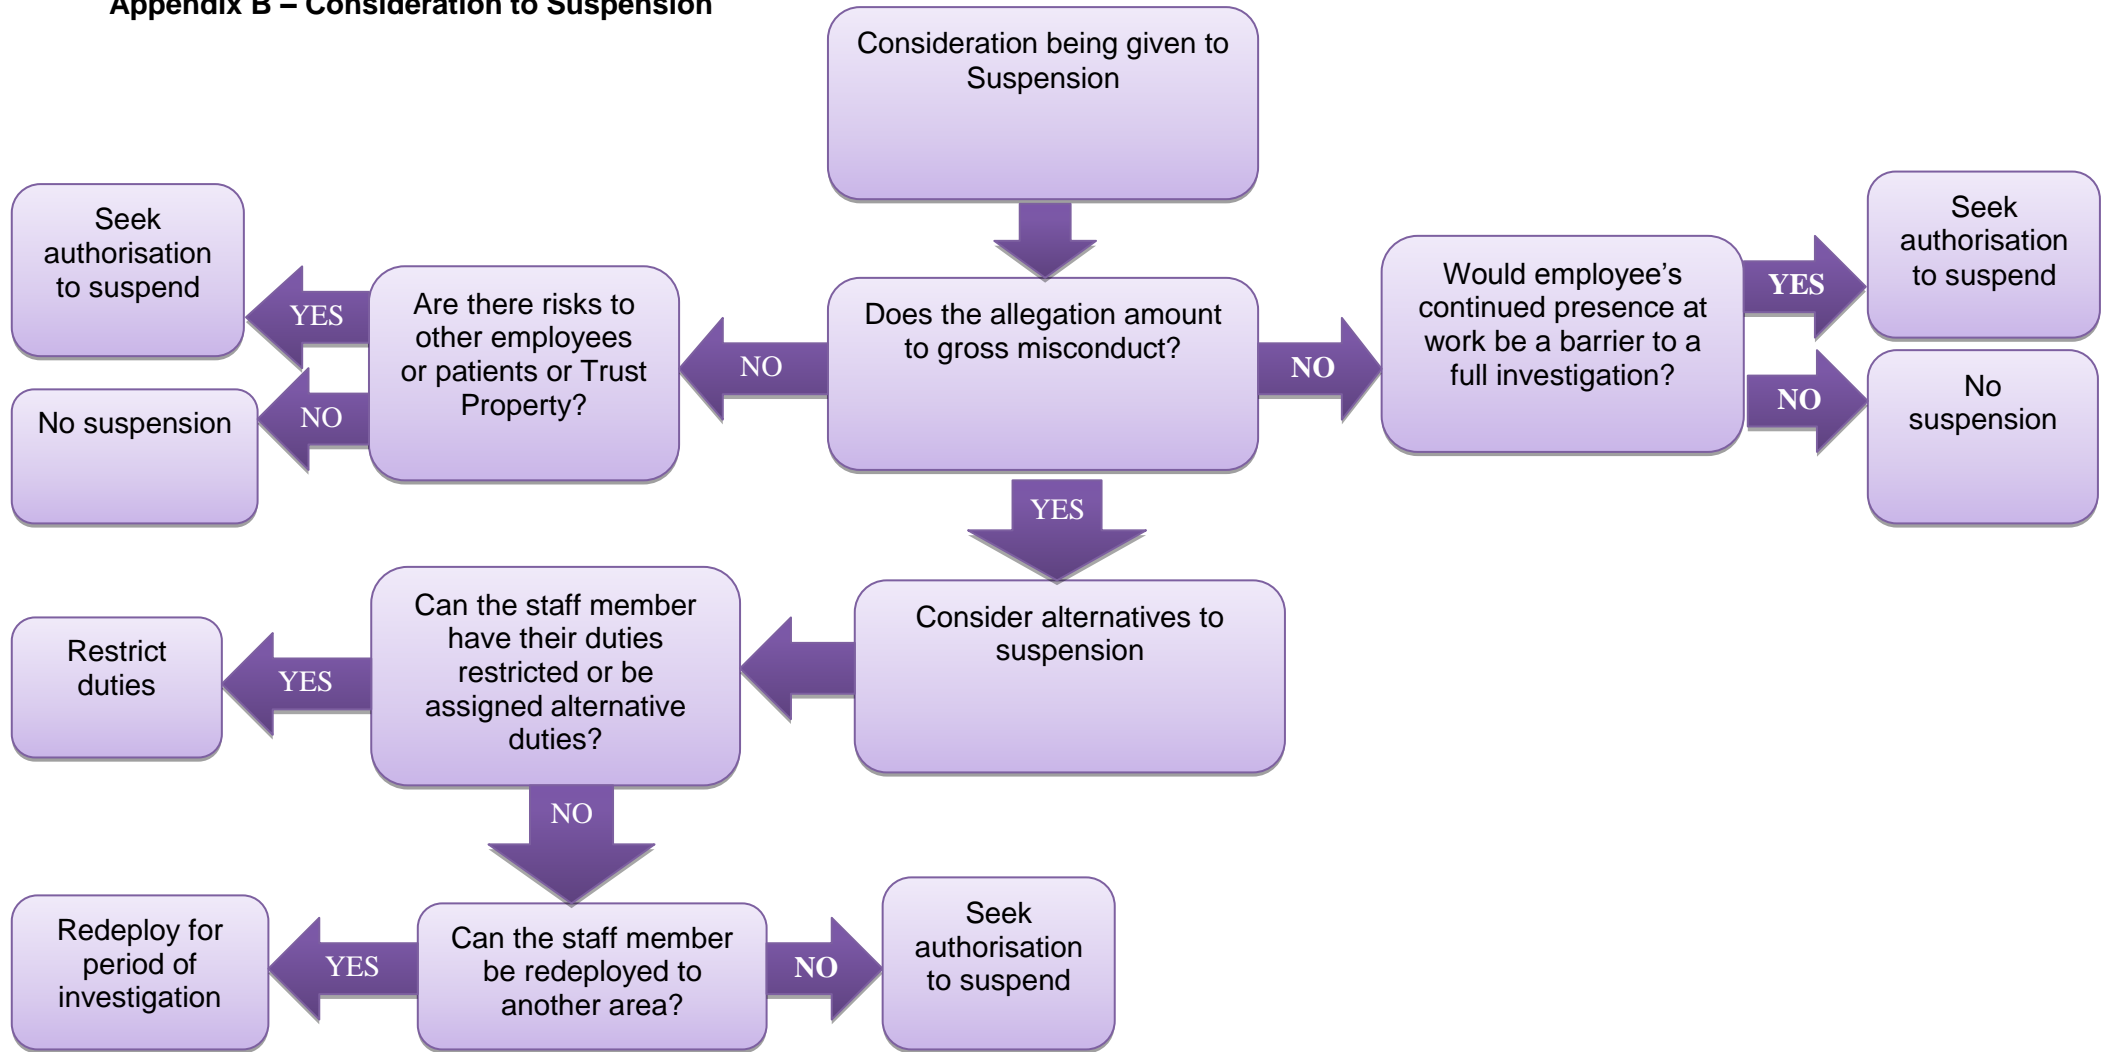 Appendix B – Consideration to Suspension
Consideration being given to
Suspension
Seek
authorisation
to suspend
YES
Are there risks to
other employees
or patients or Trust
Property?
NO
No suspension
NO
Does the allegation amount
to gross misconduct?
NO
Would employee’s
continued presence at
work be a barrier to a
full investigation?
YES
Seek
authorisation
to suspend
NO
No
suspension
YES
Consider alternatives to
suspension
Can the staff member
have their duties
restricted or be
assigned alternative
duties?
YES
Restrict
duties
NO
Can the staff member
be redeployed to
another area?
YES
Redeploy for
period of
investigation
NO
Seek
authorisation
to suspend